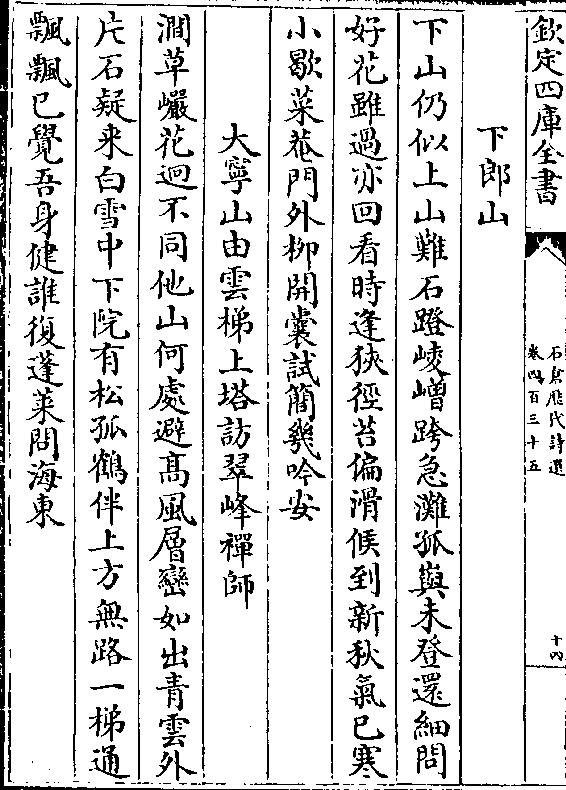 欽定四庫全書
石倉歷代詩選
卷四百三十五
十四
下郎山
下山仍似上山難石蹬崚嶒跨急灘孤嶼未登還細問
好花雖過亦回看時逢狹徑苔偏滑候到新秋氣已寒
小歇菜菴門外柳開囊試簡幾吟安
大寧山由雲梯上塔訪翠峰禪師
澗草巖花迥不同他山何處避髙風層巒如出青雲外
片石疑来白雪中下院有松孤鶴伴上方無路一梯通
飄飄已覺吾身健誰復蓬萊問海東